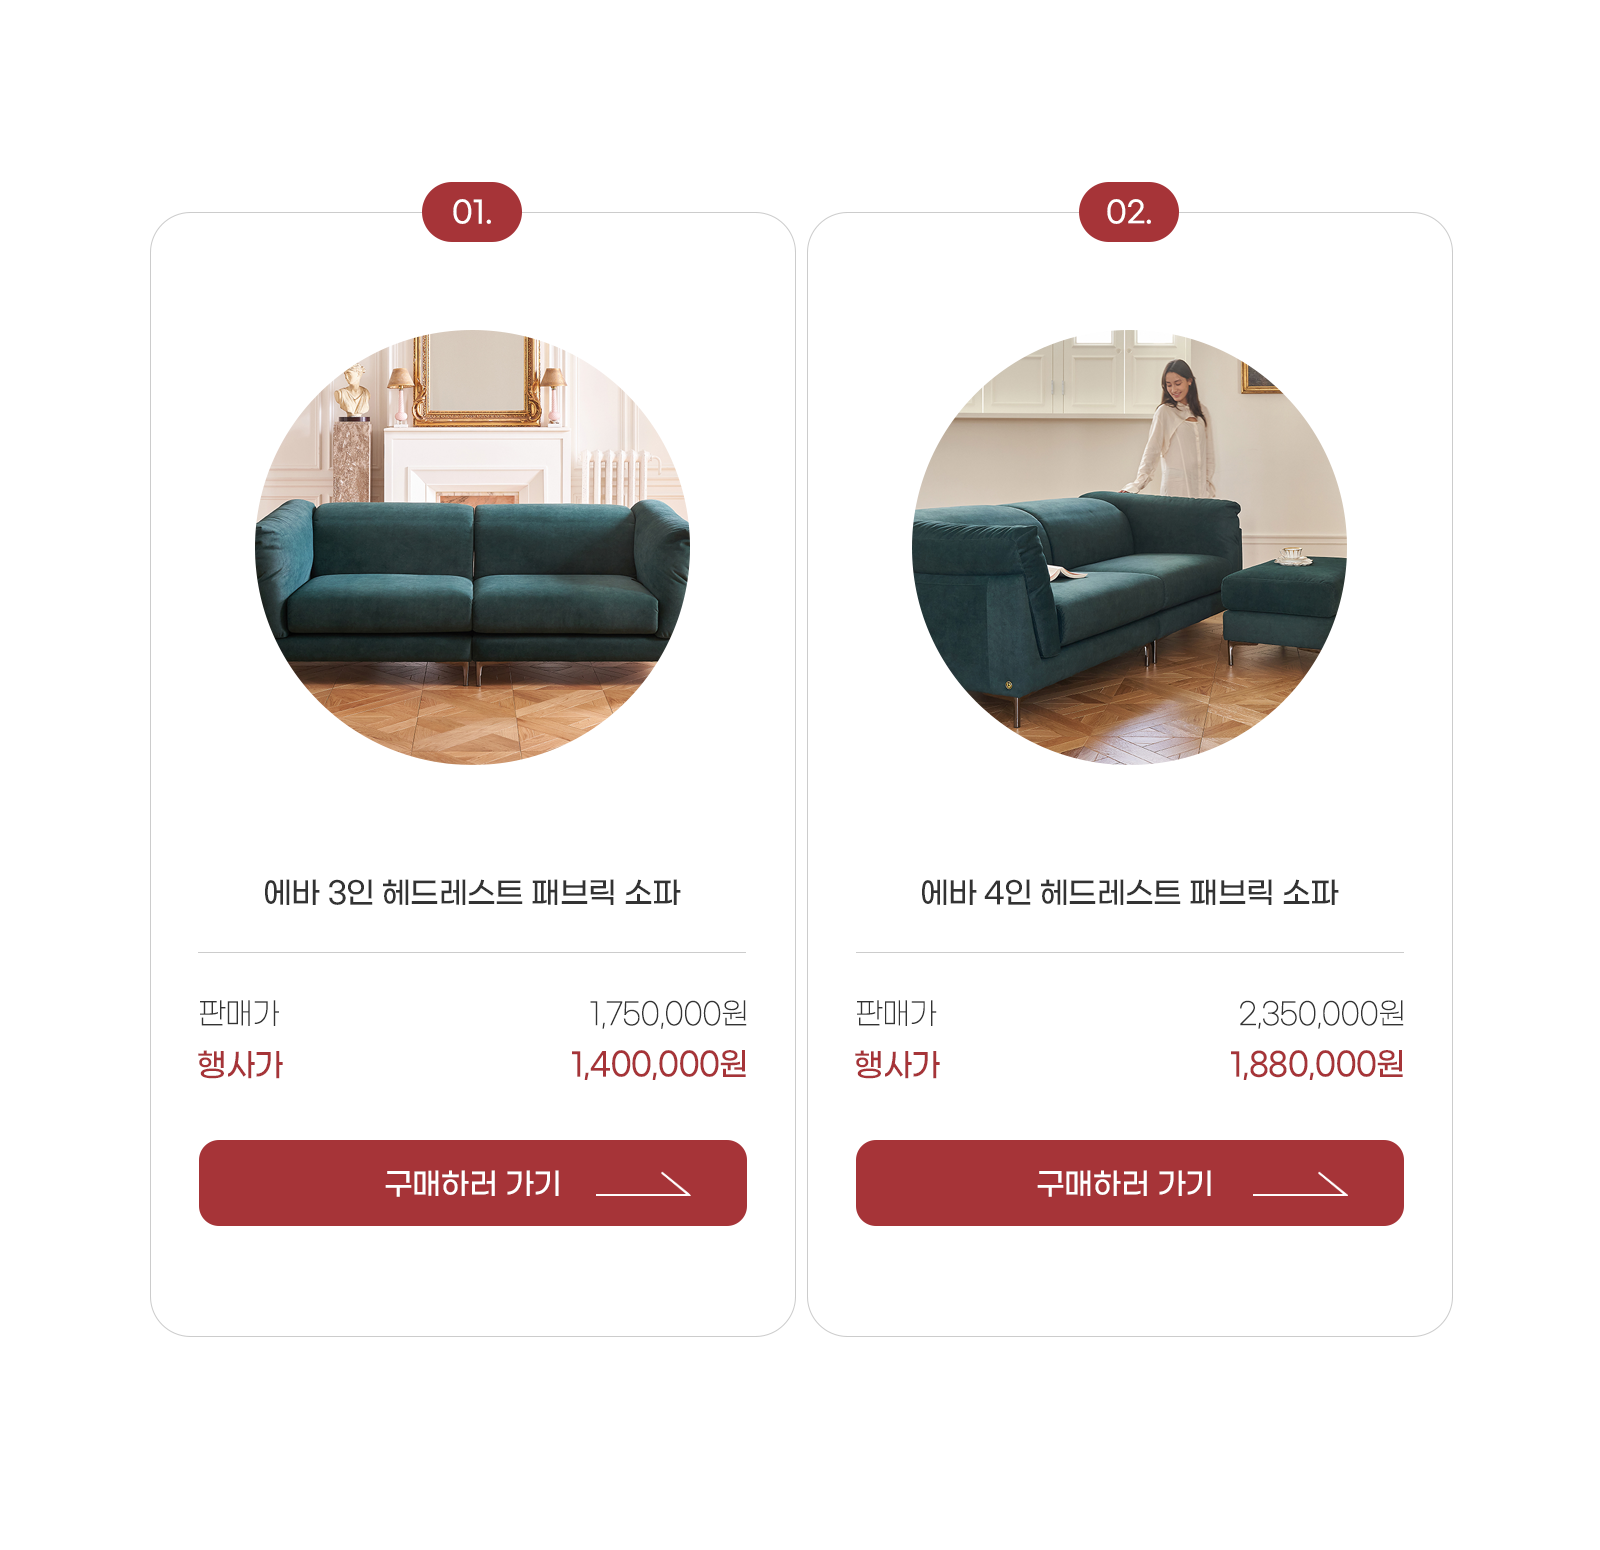 01.
에바 3인 헤드레스트 패브릭 소파
판매가 1,750,000원
행사가 1,400,000원
구매하러 가기
02.
에바 4인 헤드레스트 패브릭 소파
판매가 2,350,000원
행사가 1,880,000원
구매하러 가기